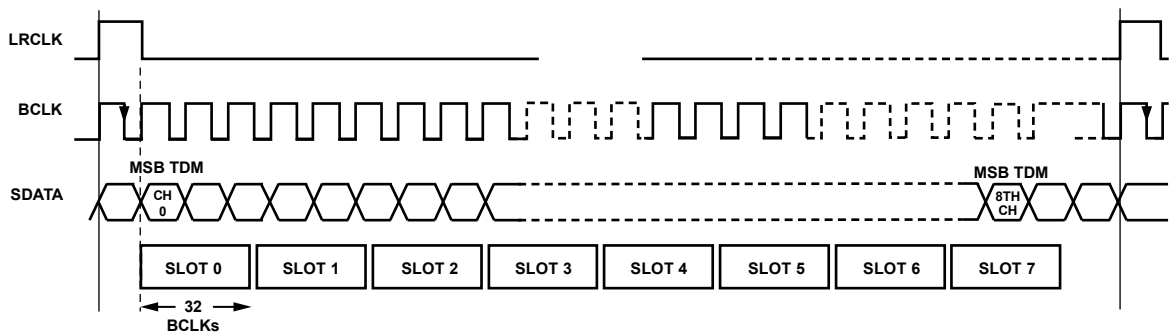 LRCLK
BCLK
MSB TDM
MSB TDM
SDATA
CH
0
8TH
CH
SLOT 0
SLOT 1
SLOT 2
SLOT 3
SLOT 4
SLOT 5
SLOT 6
SLOT 7
32
BCLKs